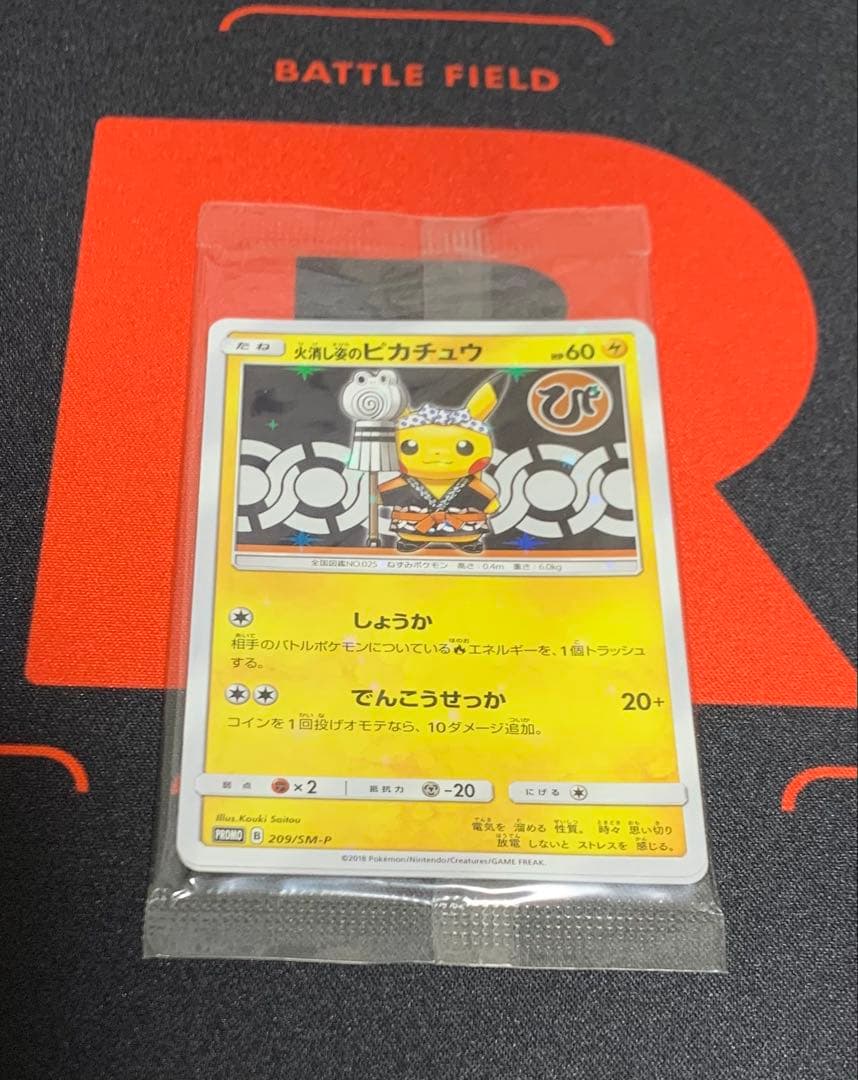 BATTLE FIELD
R
たね 火消し姿のピカチュウ HP60
ぴ
全国図鑑NO.025 ねずみポケモン 高さ:0.4m 重さ:6.0kg
しょうか
相手のバトルポケモンについている エネルギーを、1個トラッシュ
する。
でんこうせっか 20+
コインを1回投げオモテなら、10ダメージ追加。
弱点 ×2 抵抗力 -20 にげる
Illus. Kouki Saitou
電気を 溜める 性質。 時々 思い切り
PROMO B 209/SM-P
放電 しないと ストレスを 感じる。
©2018 Pokémon/Nintendo/Creatures/GAME FREAK.